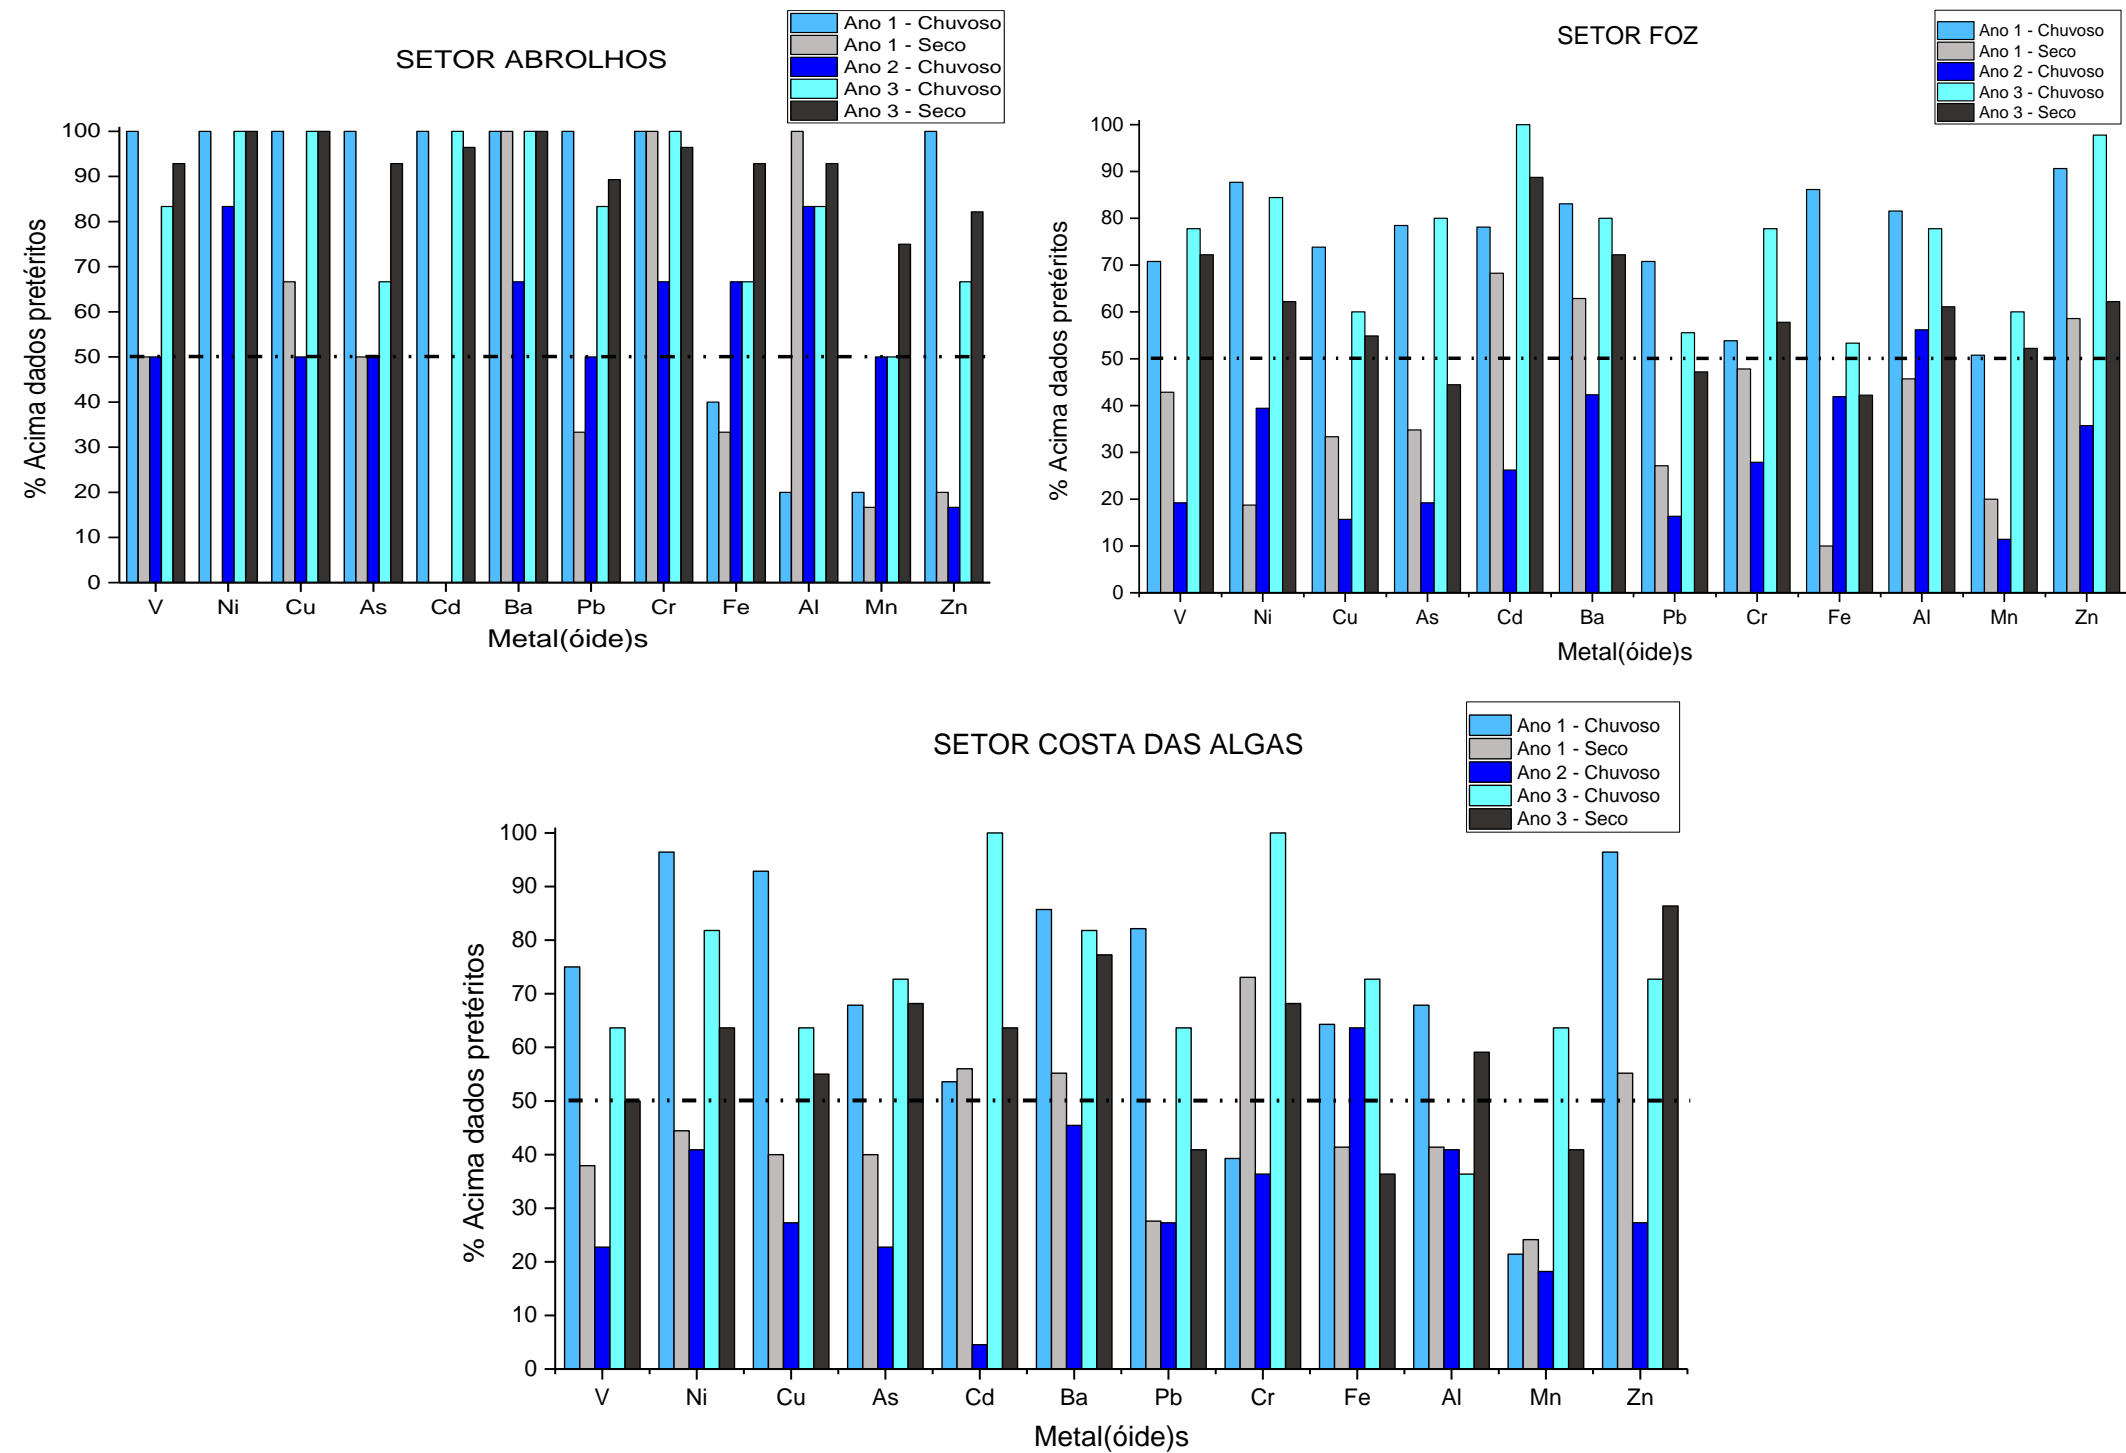 SETOR ABROLHOS
Ano 1 - Chuvoso
Ano 1 - Seco
Ano 2 - Chuvoso
Ano 3 - Chuvoso
Ano 3 - Seco
% Acima dados pretéritos
100
90
80
70
60
50
40
30
20
10
0
V Ni Cu As Cd Ba Pb Cr Fe Al Mn Zn
Metal(óide)s
SETOR FOZ
Ano 1 - Chuvoso
Ano 1 - Seco
Ano 2 - Chuvoso
Ano 3 - Chuvoso
Ano 3 - Seco
% Acima dados pretéritos
100
90
80
70
60
50
40
30
20
10
0
V Ni Cu As Cd Ba Pb Cr Fe Al Mn Zn
Metal(óide)s
SETOR COSTA DAS ALGAS
Ano 1 - Chuvoso
Ano 1 - Seco
Ano 2 - Chuvoso
Ano 3 - Chuvoso
Ano 3 - Seco
% Acima dados pretéritos
100
90
80
70
60
50
40
30
20
10
0
V Ni Cu As Cd Ba Pb Cr Fe Al Mn Zn
Metal(óide)s